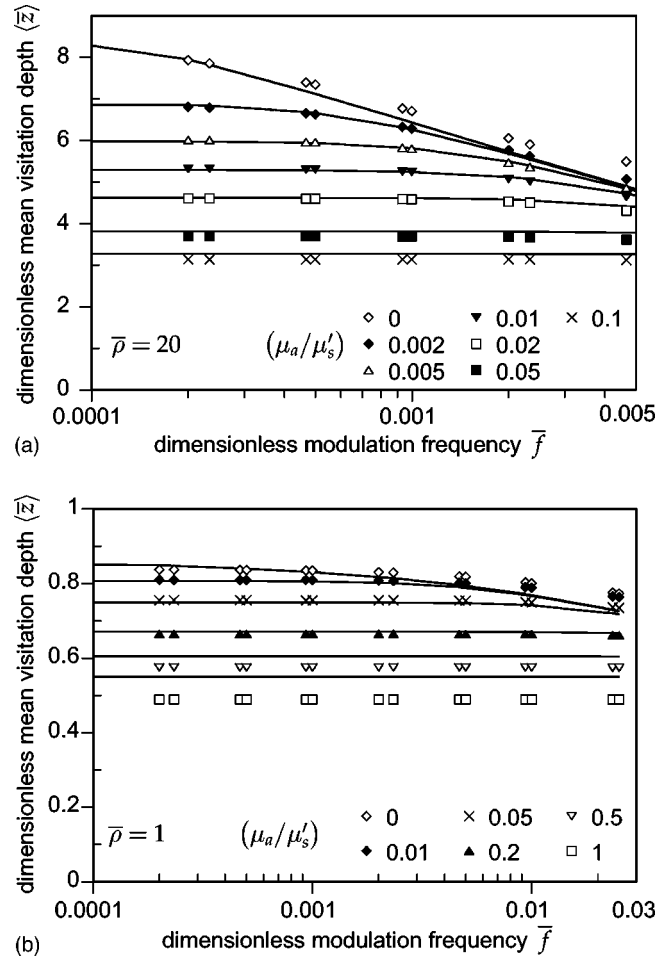 (a)
dimensionless mean visitation depth ⟨z̅⟩
8
6
4
2
0
ρ̅ = 20
(μₐ/μₛ′)
◇ 0 ▼ 0.01 × 0.1
◆ 0.002 □ 0.02
△ 0.005 ■ 0.05
0.0001 0.001 0.005
dimensionless modulation frequency f̅
(b)
dimensionless mean visitation depth ⟨z̅⟩
1
0.8
0.6
0.4
0.2
0
ρ̅ = 1
(μₐ/μₛ′)
◇ 0 × 0.05 ▽ 0.5
◆ 0.01 ▲ 0.2 □ 1
0.0001 0.001 0.01 0.03
dimensionless modulation frequency f̅